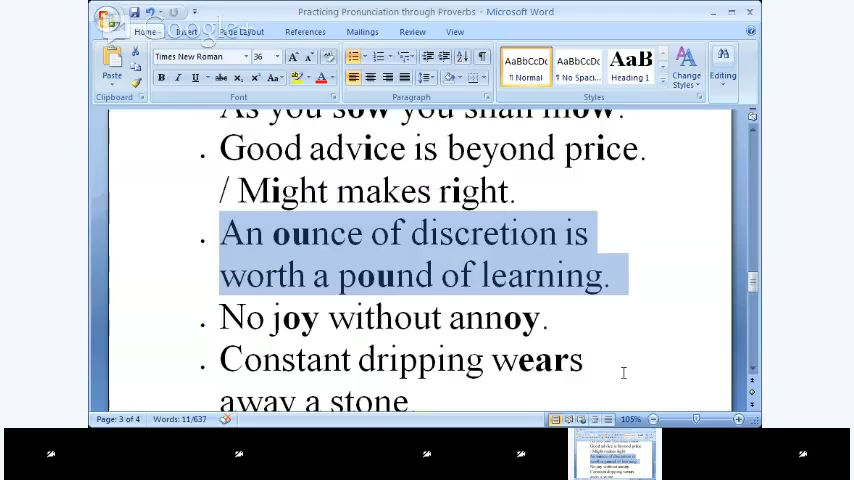 Practicing Pronunciation through Proverbs - Microsoft Word
Google+
Home Insert Page Layout References Mailings Review View
Times New Roman 36
AaBbCcDc AaBbCcDc AaB
Paste ¶ Normal ¶ No Spaci... Heading 1 Change Styles Editing
Clipboard Font Paragraph Styles
As you sow you shall mow.
Good advice is beyond price.
/ Might makes right.
An ounce of discretion is
worth a pound of learning.
No joy without annoy.
Constant dripping wears
away a stone.
Page: 3 of 4 Words: 11/637 105%